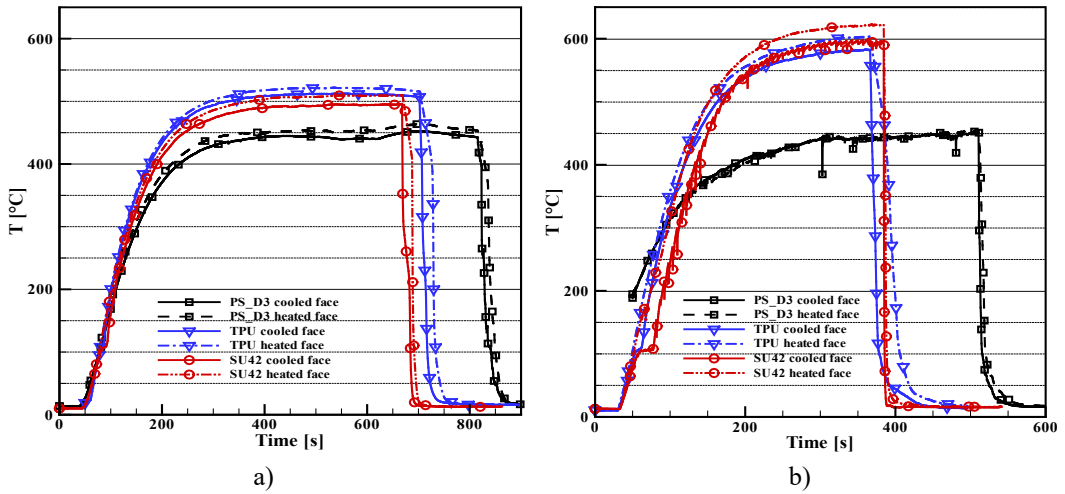 600
400
200
0
T [°C]
0
200
400
600
800
Time [s]
PS_D3 cooled face
PS_D3 heated face
TPU cooled face
TPU heated face
SU42 cooled face
SU42 heated face
a)
600
400
200
0
T [°C]
0
200
400
600
Time [s]
PS_D3 cooled face
PS_D3 heated face
TPU cooled face
TPU heated face
SU42 cooled face
SU42 heated face
b)